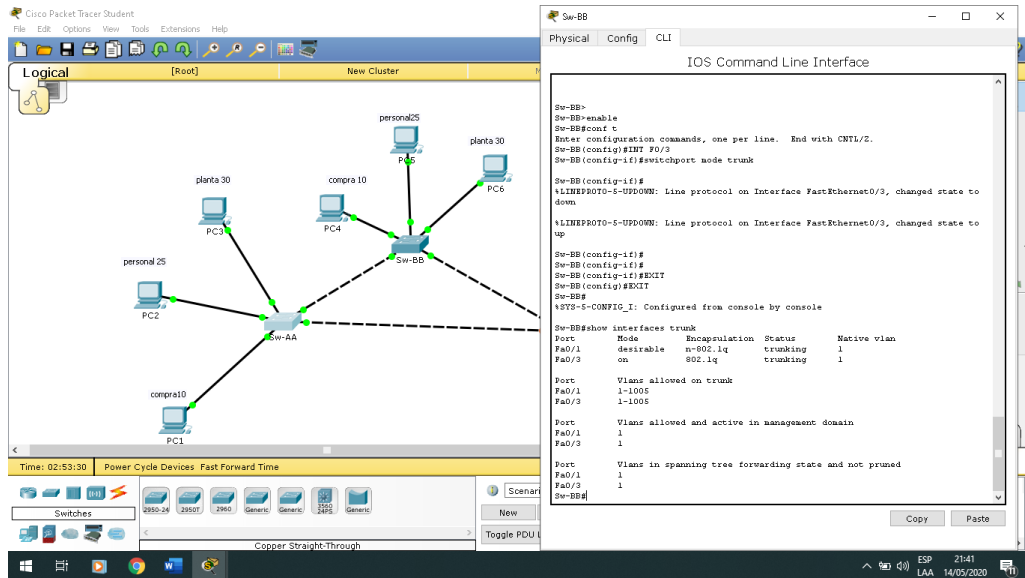 Cisco Packet Tracer Student
File Edit Options View Tools Extensions Help
Logical [Root] New Cluster
personal25
PC5
planta 30
PC6
planta 30
PC3
compra 10
PC4
Sw-BB
personal 25
PC2
Sw-AA
compra10
PC1
Time: 02:53:30 Power Cycle Devices Fast Forward Time
Switches
2950-24 2950T 2960 Generic Generic 3560 24PS Generic
Copper Straight-Through
Scenari
New
Toggle PDU L
Sw-BB
Physical Config CLI
IOS Command Line Interface
Sw-BB>
Sw-BB>enable
Sw-BB#conf t
Enter configuration commands, one per line. End with CNTL/Z.
Sw-BB(config)#INT F0/3
Sw-BB(config-if)#switchport mode trunk
Sw-BB(config-if)#
%LINEPROTO-5-UPDOWN: Line protocol on Interface FastEthernet0/3, changed state to
down
%LINEPROTO-5-UPDOWN: Line protocol on Interface FastEthernet0/3, changed state to
up
Sw-BB(config-if)#
Sw-BB(config-if)#
Sw-BB(config-if)#EXIT
Sw-BB(config)#EXIT
Sw-BB#
%SYS-5-CONFIG_I: Configured from console by console
Sw-BB#show interfaces trunk
Port Mode Encapsulation Status Native vlan
Fa0/1 desirable n-802.1q trunking 1
Fa0/3 on 802.1q trunking 1
Port Vlans allowed on trunk
Fa0/1 1-1005
Fa0/3 1-1005
Port Vlans allowed and active in management domain
Fa0/1 1
Fa0/3 1
Port Vlans in spanning tree forwarding state and not pruned
Fa0/1 1
Fa0/3 1
Sw-BB#
Copy Paste
ESP 21:41
LAA 14/05/2020